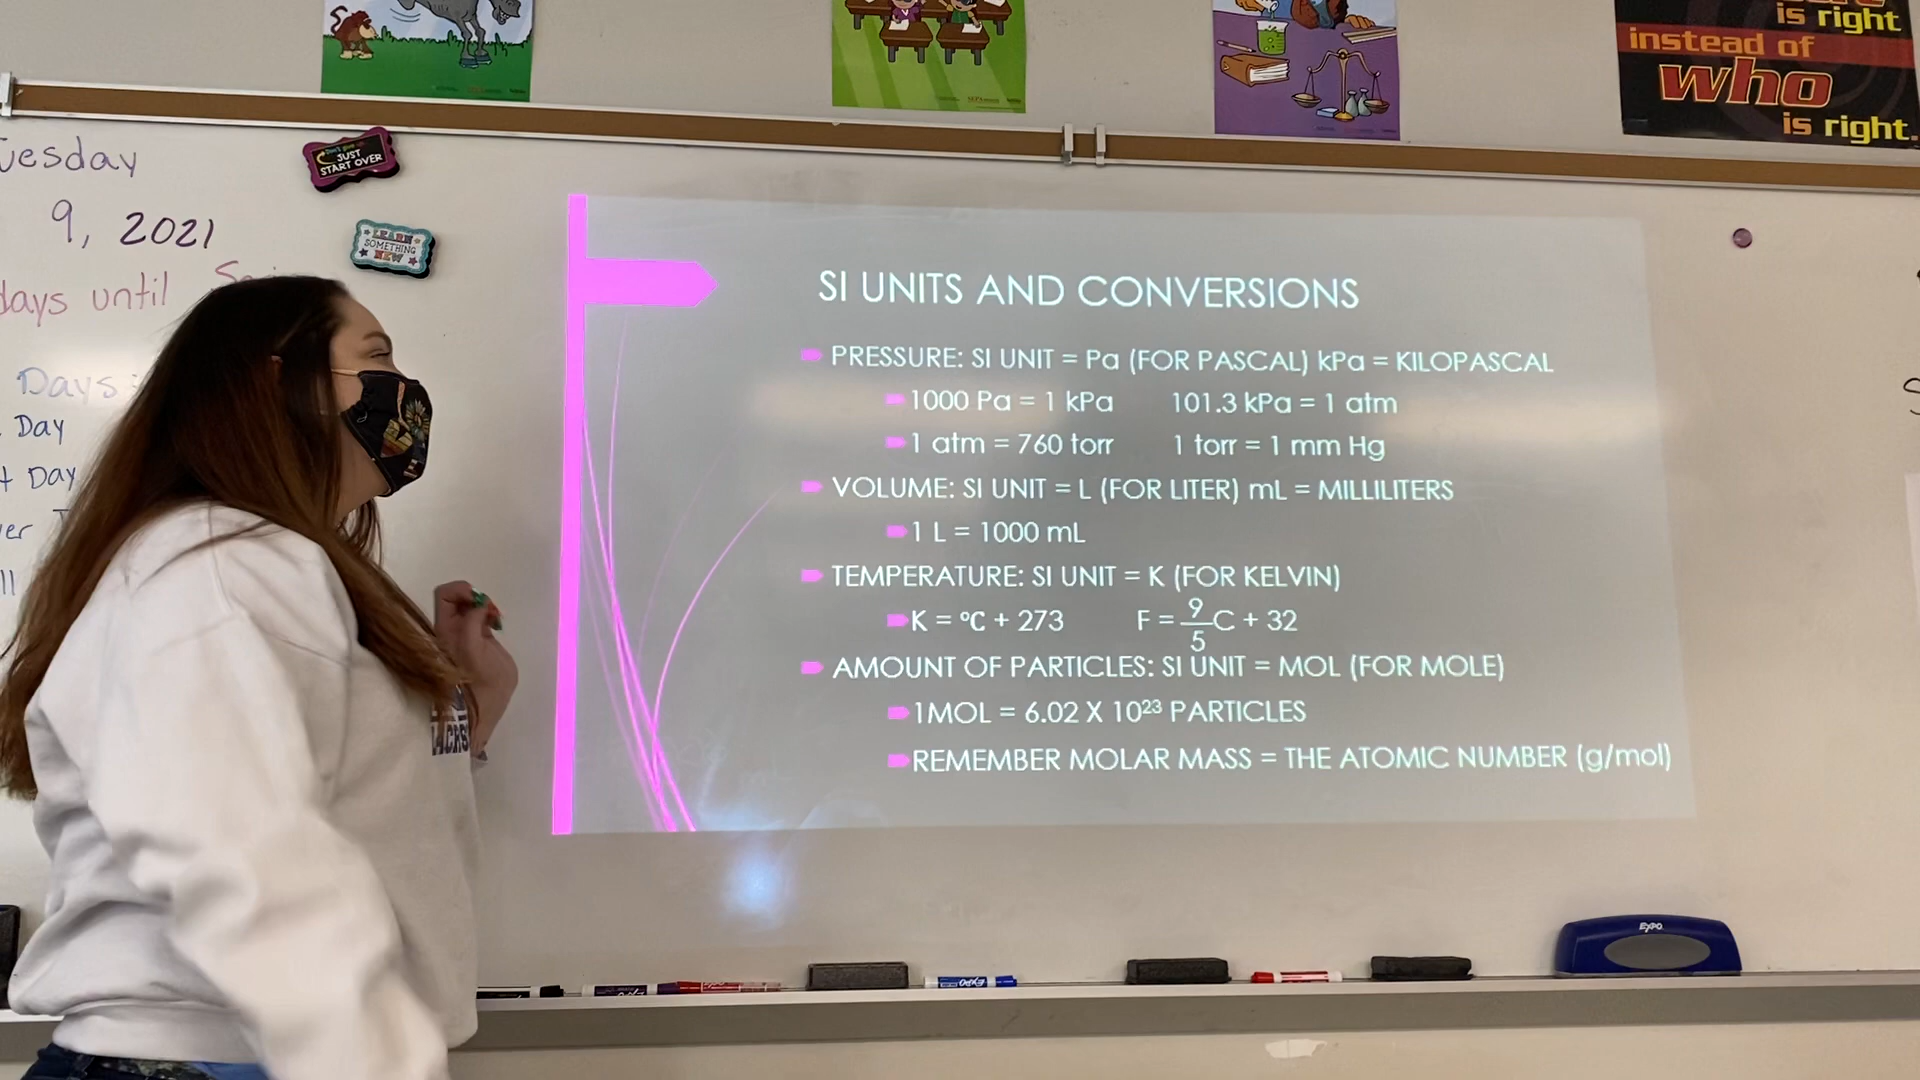 is right
instead of
who
is right.
JUST
START OVER
9, 2021
LEARN
SOMETHING
NEW
days until
Days:
Day
Day
SI UNITS AND CONVERSIONS
PRESSURE: SI UNIT = Pa (FOR PASCAL) kPa = KILOPASCAL
1000 Pa = 1 kPa 101.3 kPa = 1 atm
1 atm = 760 torr 1 torr = 1 mm Hg
VOLUME: SI UNIT = L (FOR LITER) mL = MILLILITERS
1 L = 1000 mL
TEMPERATURE: SI UNIT = K (FOR KELVIN)
K = °C + 273 F = 9/5 C + 32
AMOUNT OF PARTICLES: SI UNIT = MOL (FOR MOLE)
1MOL = 6.02 X 10²³ PARTICLES
REMEMBER MOLAR MASS = THE ATOMIC NUMBER (g/mol)
EXPO
EXPO